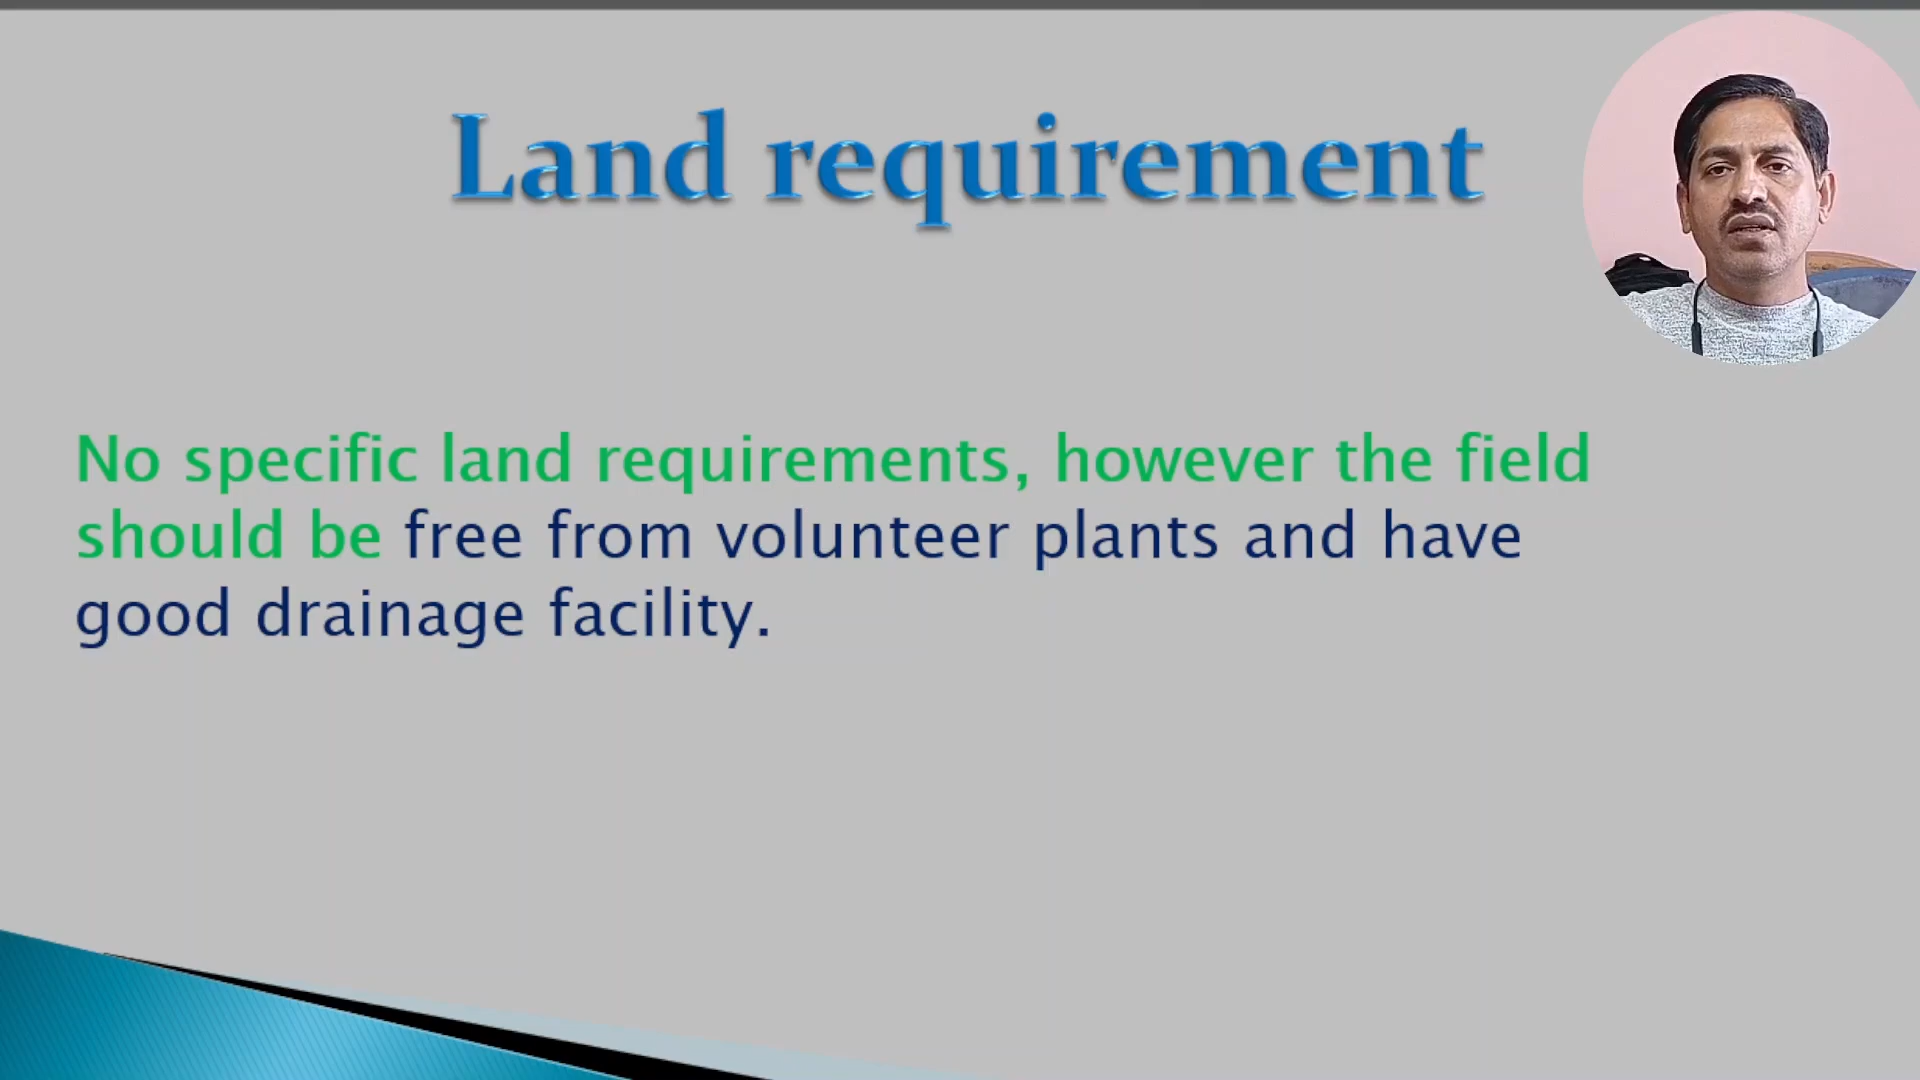 Land requirement
No specific land requirements, however the field
should be free from volunteer plants and have
good drainage facility.